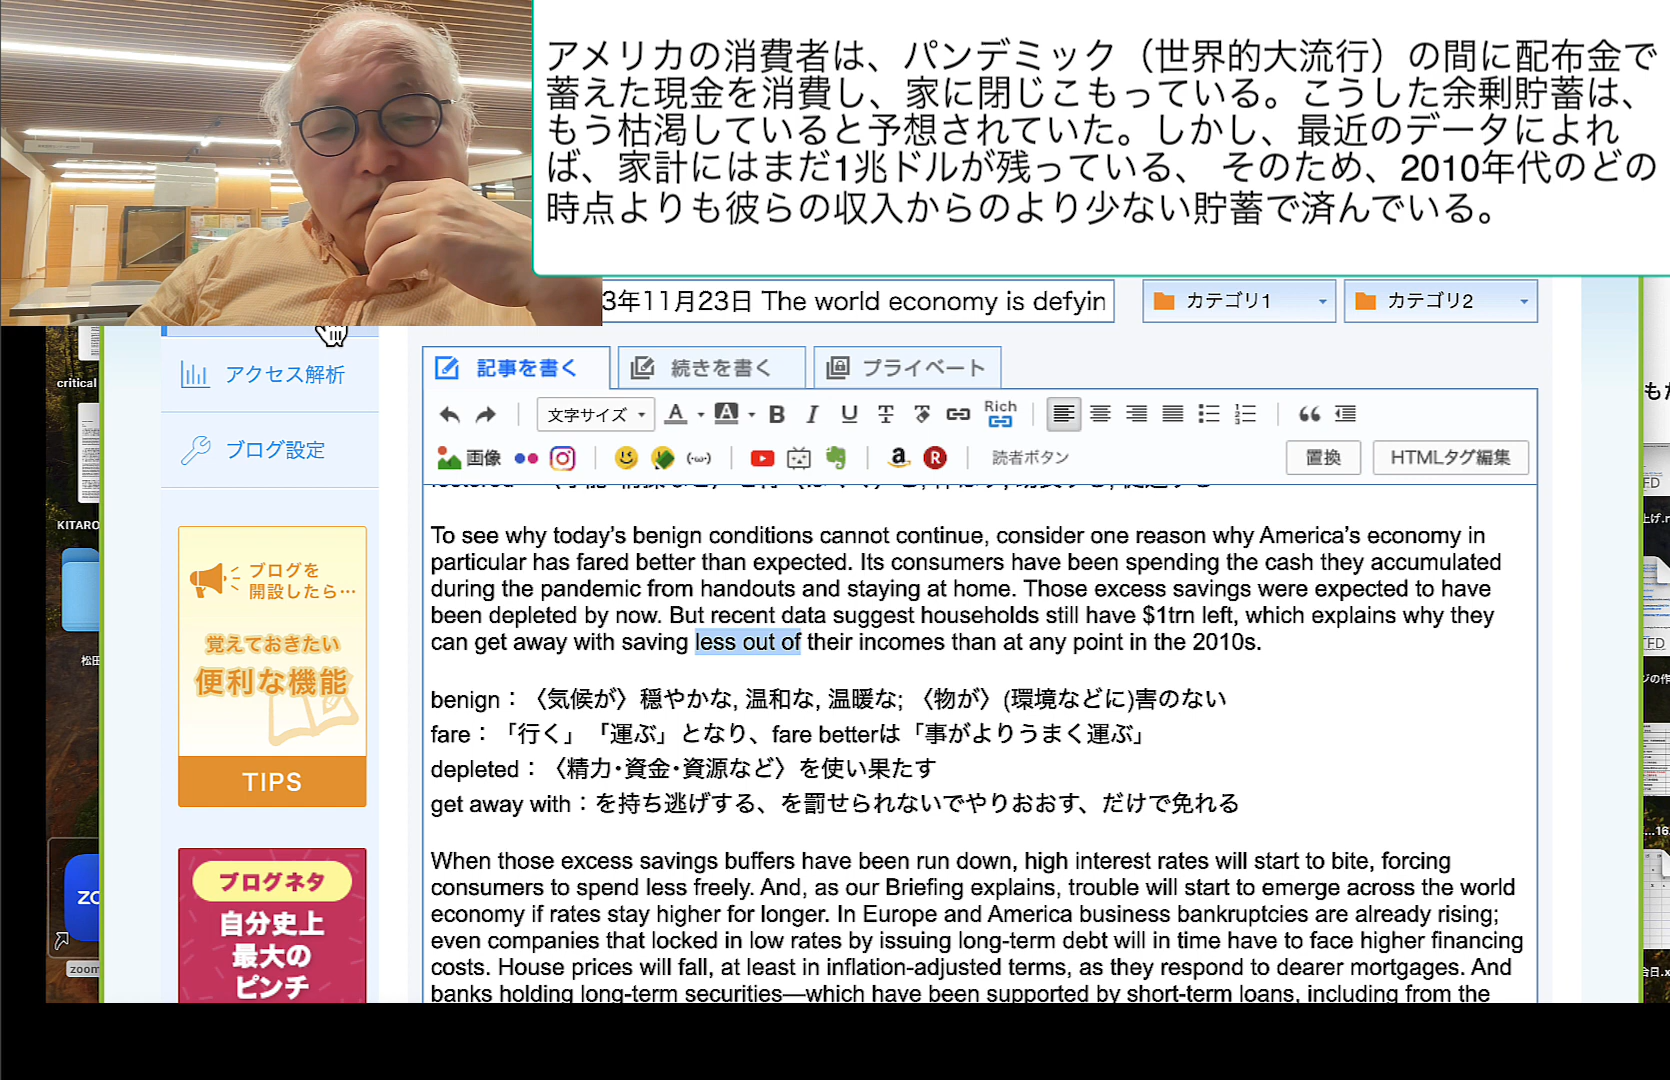 アメリカの消費者は、パンデミック（世界的大流行）の間に配布金で
蓄えた現金を消費し、家に閉じこもっている。こうした余剰貯蓄は、
もう枯渇していると予想されていた。しかし、最近のデータによれ
ば、家計にはまだ1兆ドルが残っている、 そのため、2010年代のどの
時点よりも彼らの収入からのより少ない貯蓄で済んでいる。
3年11月23日 The world economy is defyin
カテゴリ1
カテゴリ2
記事を書く
続きを書く
プライベート
文字サイズ
Rich
画像
読者ボタン
置換
HTMLタグ編集
critical
KITARO
松田
ZO
zoom
アクセス解析
ブログ設定
ブログを
開設したら…
覚えておきたい
便利な機能
TIPS
ブログネタ
自分史上
最大の
ピンチ
To see why today’s benign conditions cannot continue, consider one reason why America’s economy in
particular has fared better than expected. Its consumers have been spending the cash they accumulated
during the pandemic from handouts and staying at home. Those excess savings were expected to have
been depleted by now. But recent data suggest households still have $1trn left, which explains why they
can get away with saving less out of their incomes than at any point in the 2010s.
benign：〈気候が〉穏やかな, 温和な, 温暖な; 〈物が〉(環境などに)害のない
fare：「行く」「運ぶ」となり、fare betterは「事がよりうまく運ぶ」
depleted：〈精力･資金･資源など〉を使い果たす
get away with：を持ち逃げする、を罰せられないでやりおおす、だけで免れる
When those excess savings buffers have been run down, high interest rates will start to bite, forcing
consumers to spend less freely. And, as our Briefing explains, trouble will start to emerge across the world
economy if rates stay higher for longer. In Europe and America business bankruptcies are already rising;
even companies that locked in low rates by issuing long-term debt will in time have to face higher financing
costs. House prices will fall, at least in inflation-adjusted terms, as they respond to dearer mortgages. And
banks holding long-term securities—which have been supported by short-term loans, including from the